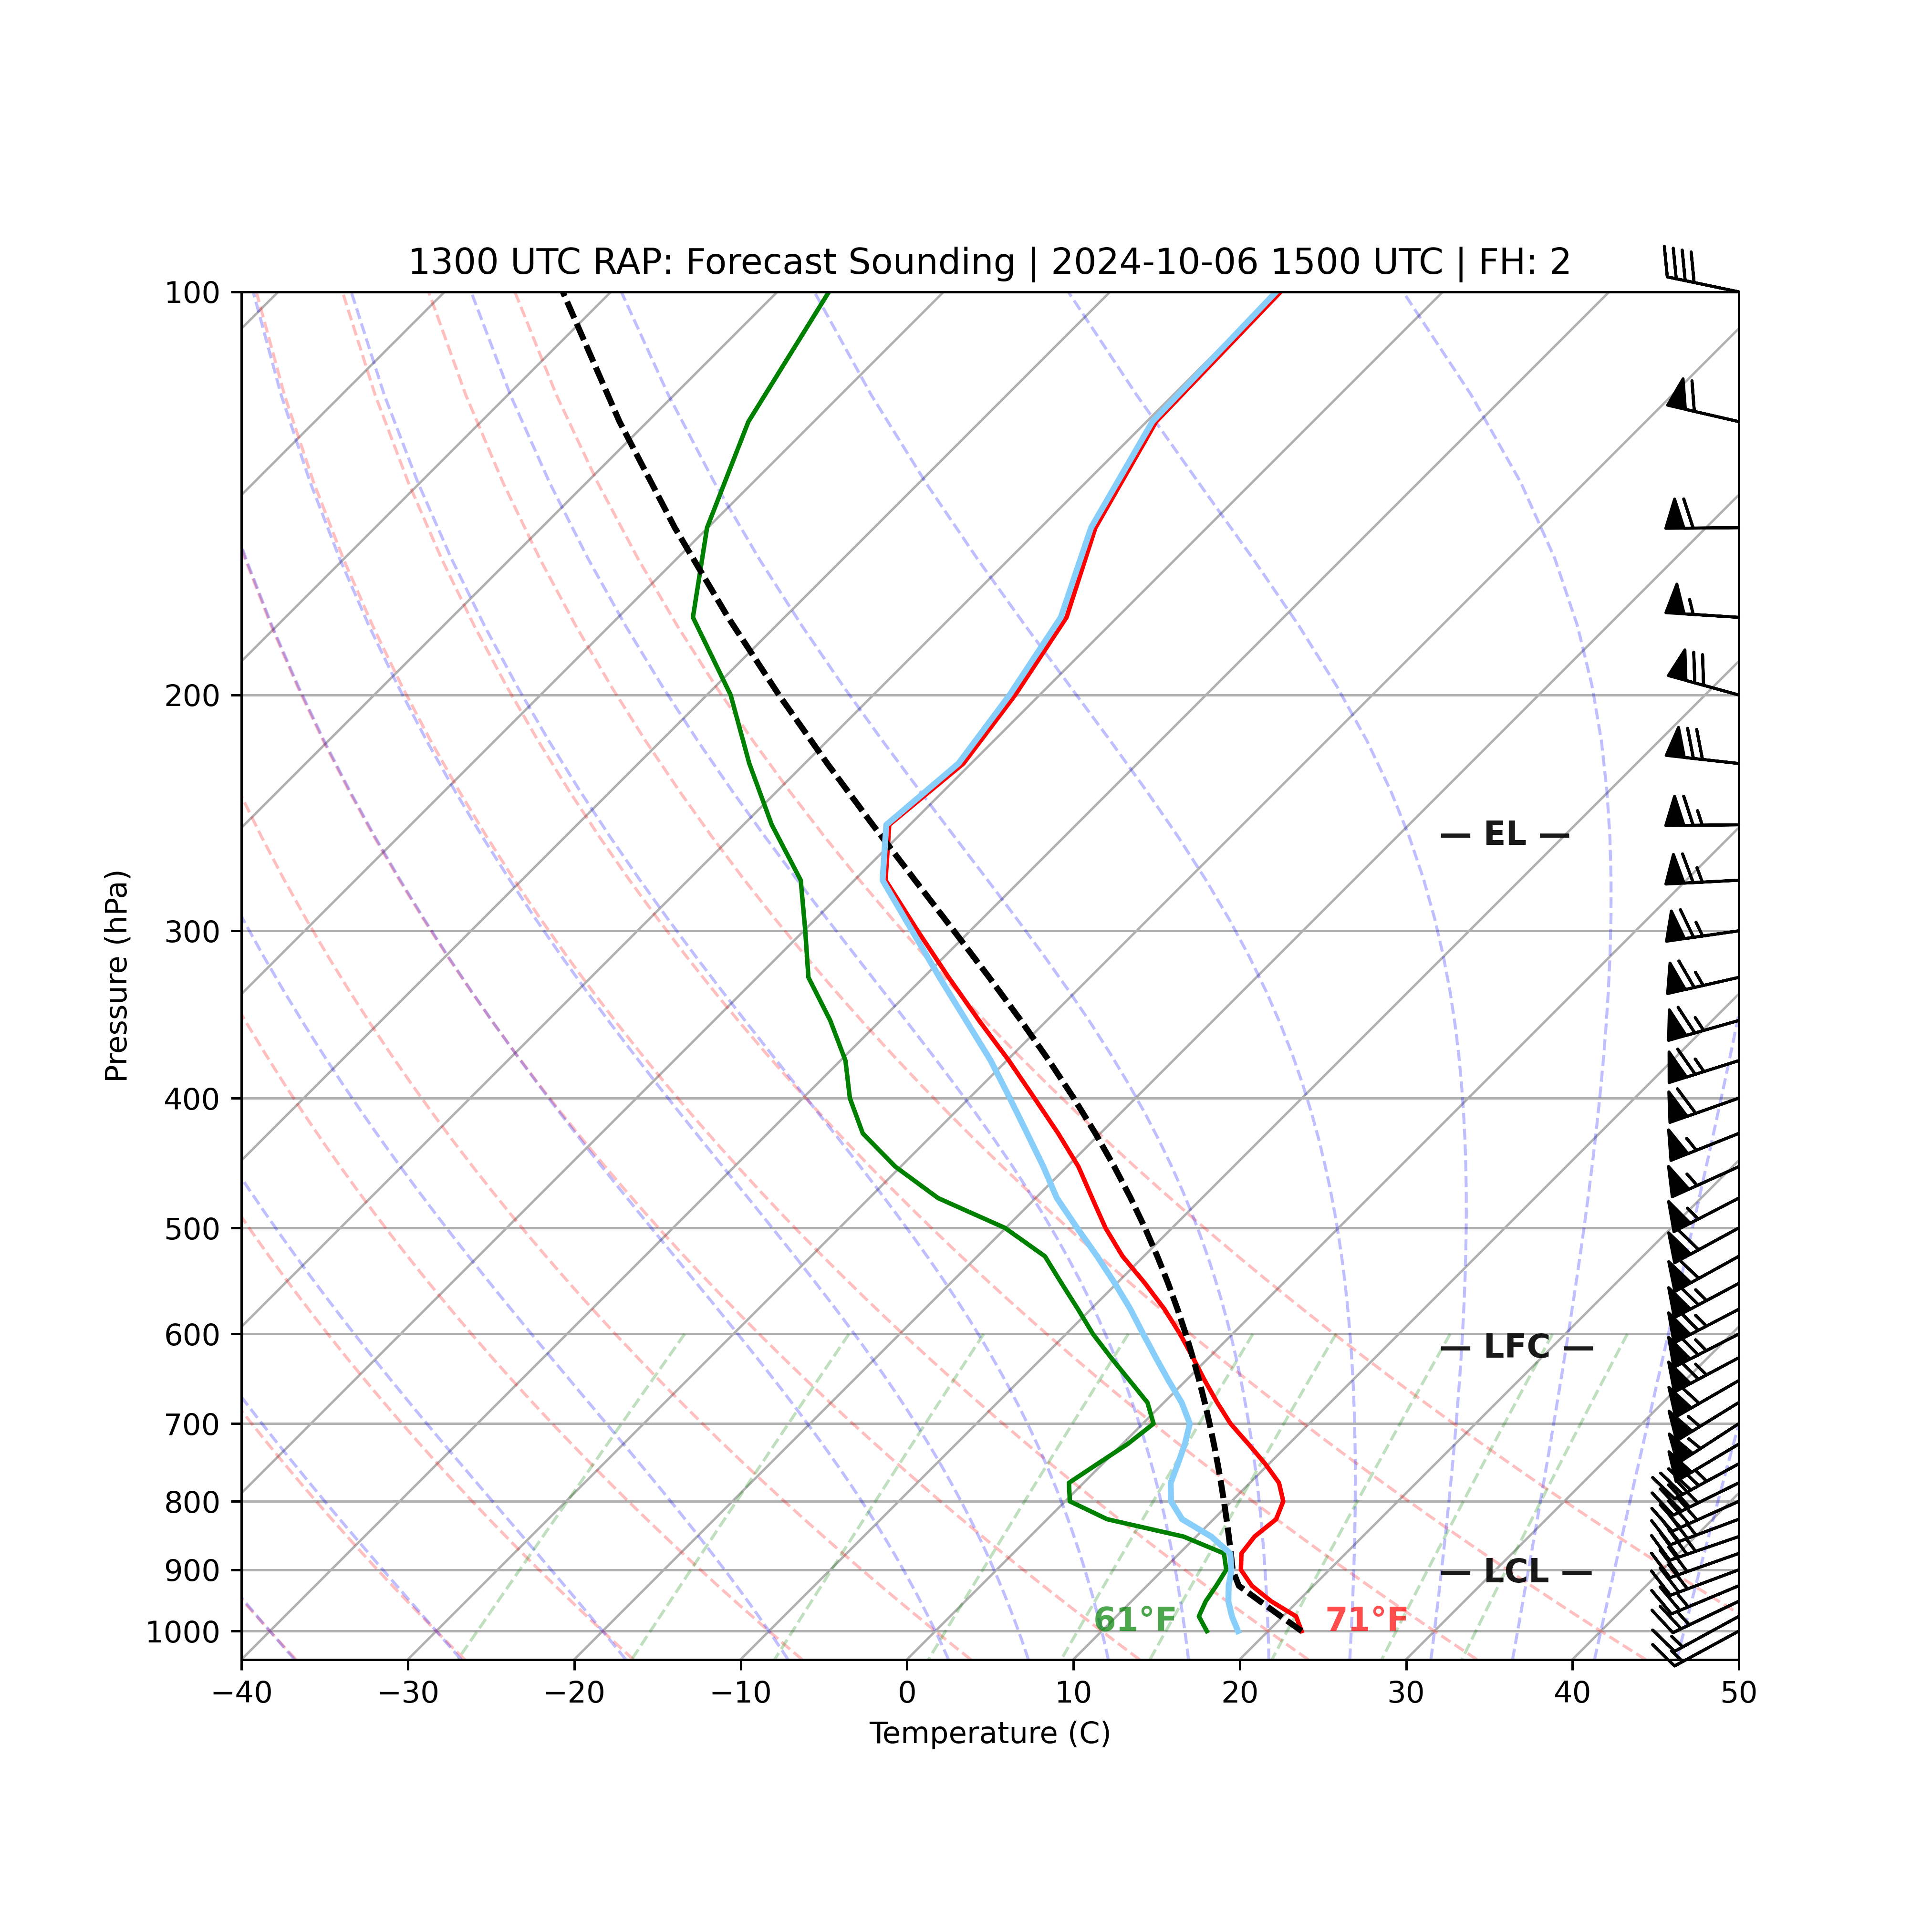 1300 UTC RAP: Forecast Sounding | 2024-10-06 1500 UTC | FH: 2
100
200
— EL —
300
Pressure (hPa)
400
500
600
— LFC —
700
800
900
— LCL —
61°F
71°F
1000
−40
−30
−20
−10
0
10
20
30
40
50
Temperature (C)